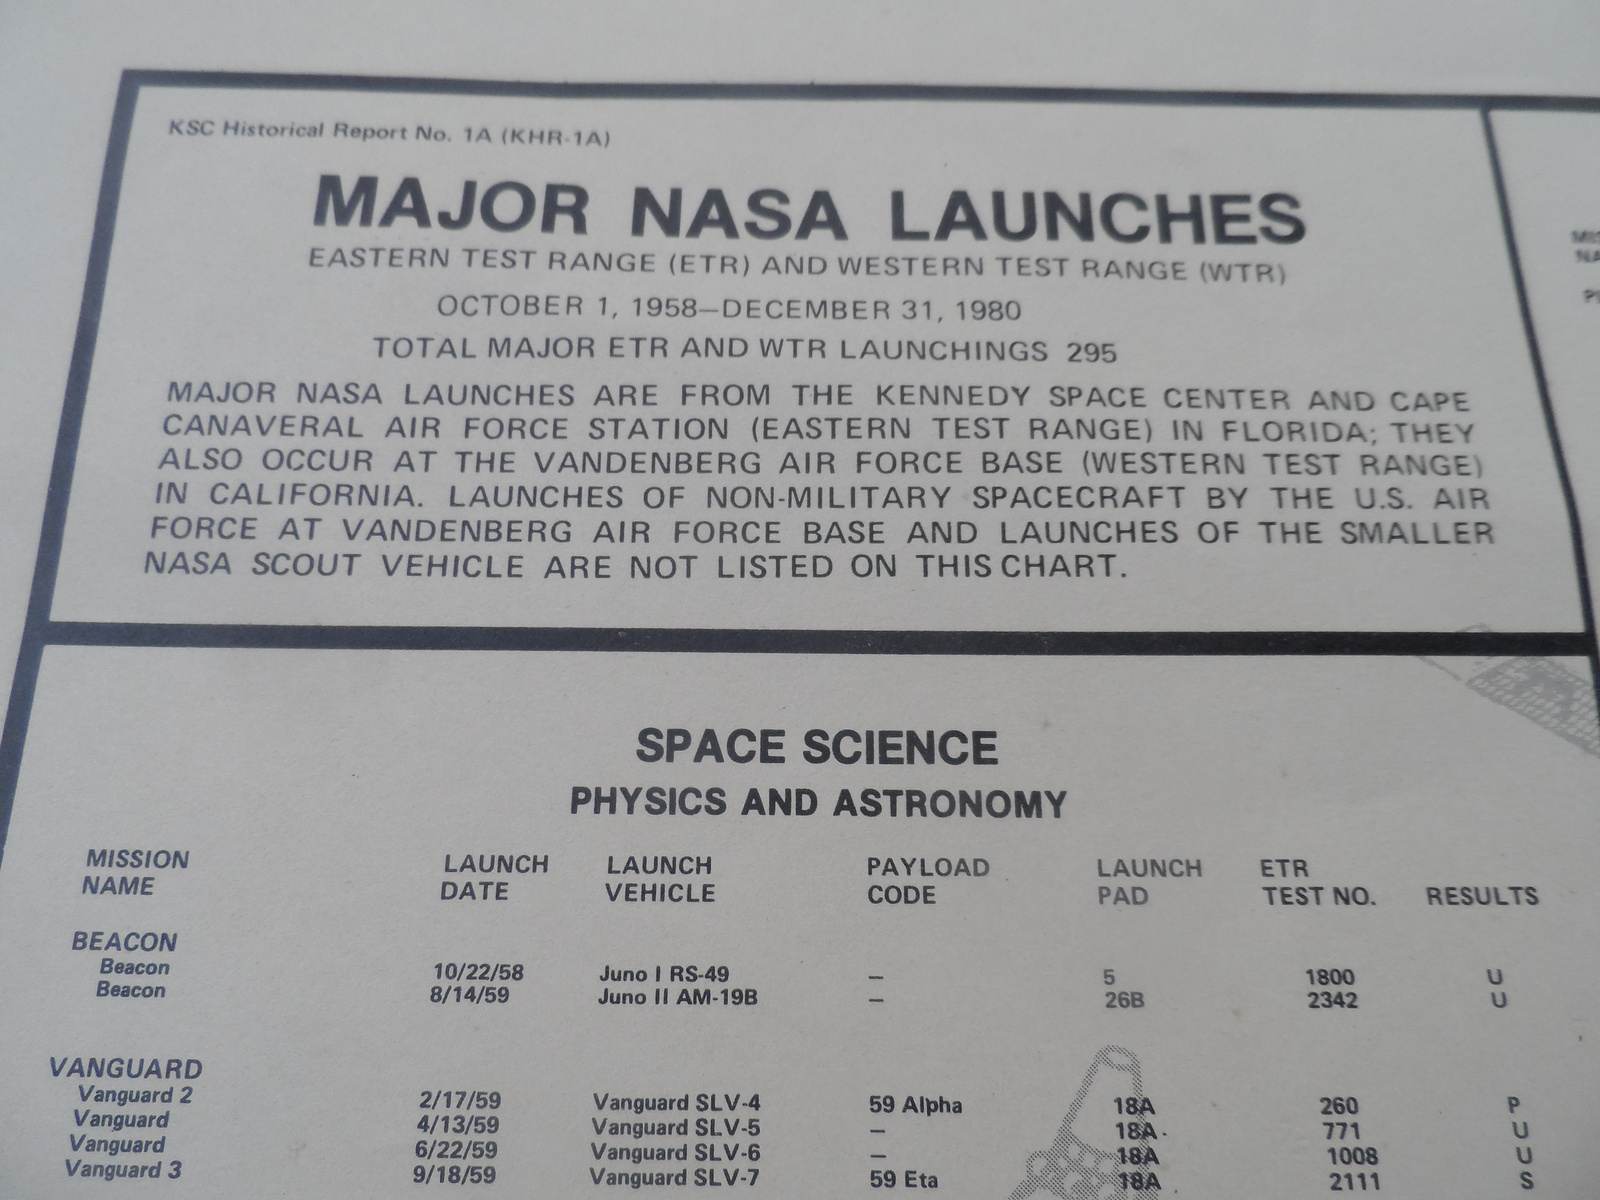 KSC Historical Report No. 1A (KHR-1A)
MAJOR NASA LAUNCHES
EASTERN TEST RANGE (ETR) AND WESTERN TEST RANGE (WTR)
OCTOBER 1, 1958—DECEMBER 31, 1980
TOTAL MAJOR ETR AND WTR LAUNCHINGS 295
MAJOR NASA LAUNCHES ARE FROM THE KENNEDY SPACE CENTER AND CAPE
CANAVERAL AIR FORCE STATION (EASTERN TEST RANGE) IN FLORIDA; THEY
ALSO OCCUR AT THE VANDENBERG AIR FORCE BASE (WESTERN TEST RANGE)
IN CALIFORNIA. LAUNCHES OF NON-MILITARY SPACECRAFT BY THE U.S. AIR
FORCE AT VANDENBERG AIR FORCE BASE AND LAUNCHES OF THE SMALLER
NASA SCOUT VEHICLE ARE NOT LISTED ON THIS CHART.
SPACE SCIENCE
PHYSICS AND ASTRONOMY
MISSION LAUNCH LAUNCH PAYLOAD LAUNCH ETR
NAME DATE VEHICLE CODE PAD TEST NO. RESULTS
BEACON
Beacon 10/22/58 Juno I RS-49 — 5 1800 U
Beacon 8/14/59 Juno II AM-19B — 26B 2342 U
VANGUARD
Vanguard 2 2/17/59 Vanguard SLV-4 59 Alpha 18A 260 P
Vanguard 4/13/59 Vanguard SLV-5 — 18A 771 U
Vanguard 6/22/59 Vanguard SLV-6 — 18A 1008 U
Vanguard 3 9/18/59 Vanguard SLV-7 59 Eta 18A 2111 S